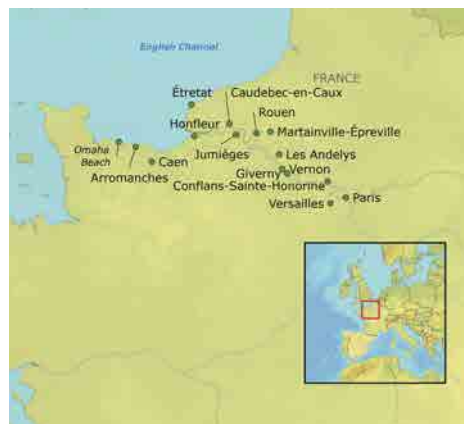 English Channel
FRANCE
Étretat
Caudebec-en-Caux
Rouen
Honfleur
Martainville-Épreville
Omaha
Beach
Jumièges
Les Andelys
Caen
Arromanches
Vernon
Giverny
Conflans-Sainte-Honorine
Versailles
Paris